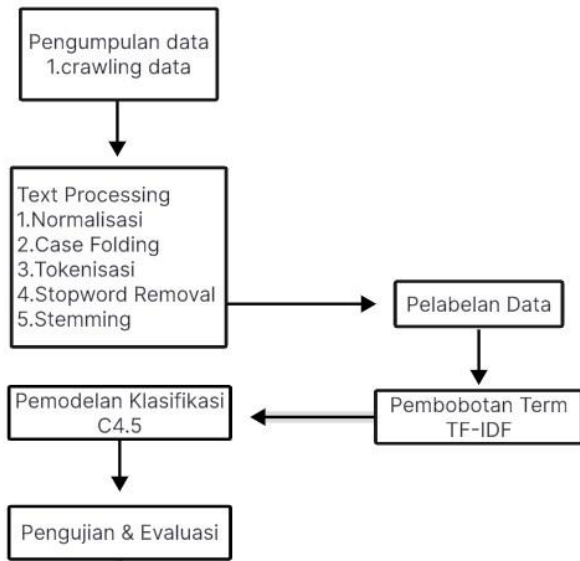 Pengumpulan data
1.crawling data
Text Processing
1.Normalisasi
2.Case Folding
3.Tokenisasi
4.Stopword Removal
5.Stemming
Pelabelan Data
Pembobotan Term
TF-IDF
Pemodelan Klasifikasi
C4.5
Pengujian & Evaluasi